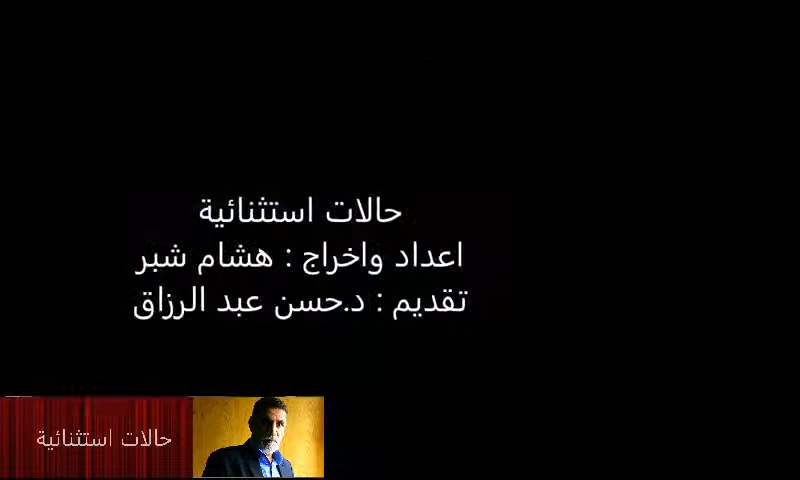 حالات استثنائية
اعداد واخراج : هشام شبر
تقديم : د.حسن عبد الرزاق
حالات استثنائية